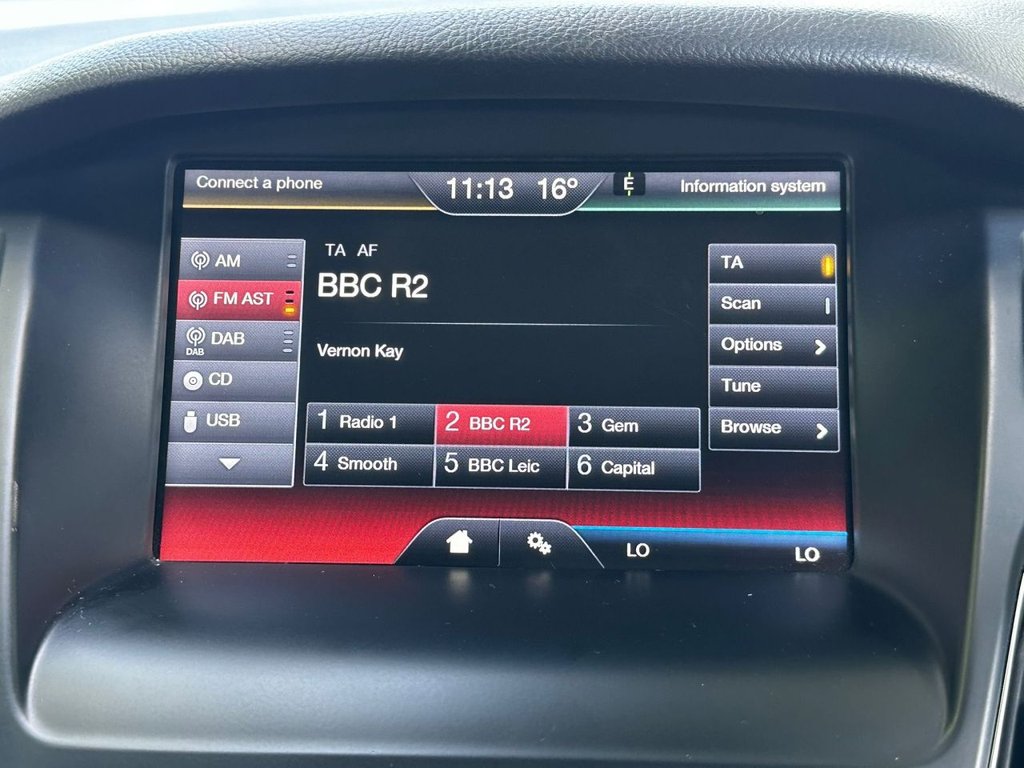 Connect a phone
11:13 16º
E
Information system
AM
FM AST
DAB
DAB
CD
USB
TA AF
BBC R2
Vernon Kay
1 Radio 1
2 BBC R2
3 Gem
4 Smooth
5 BBC Leic
6 Capital
TA
Scan
Options
Tune
Browse
LO
LO